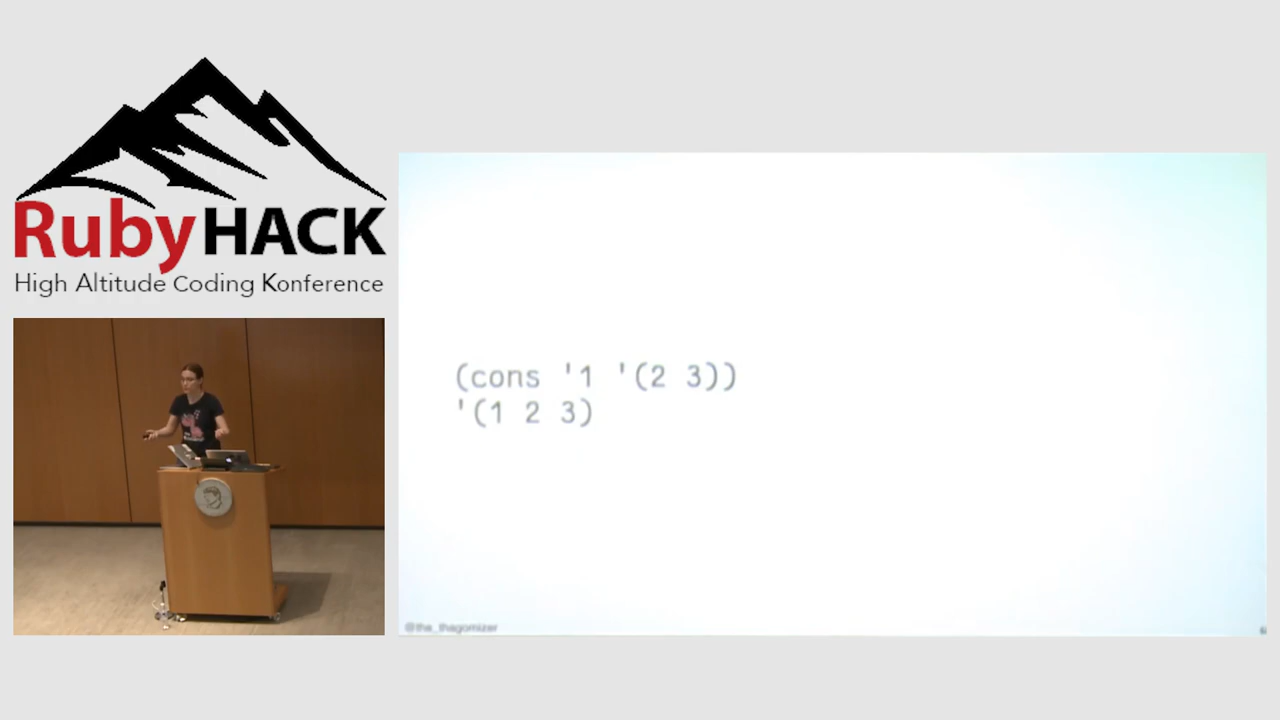 RubyHACK
High Altitude Coding Konference
(cons '1 '(2 3))
'(1 2 3)
@the_thagomizer